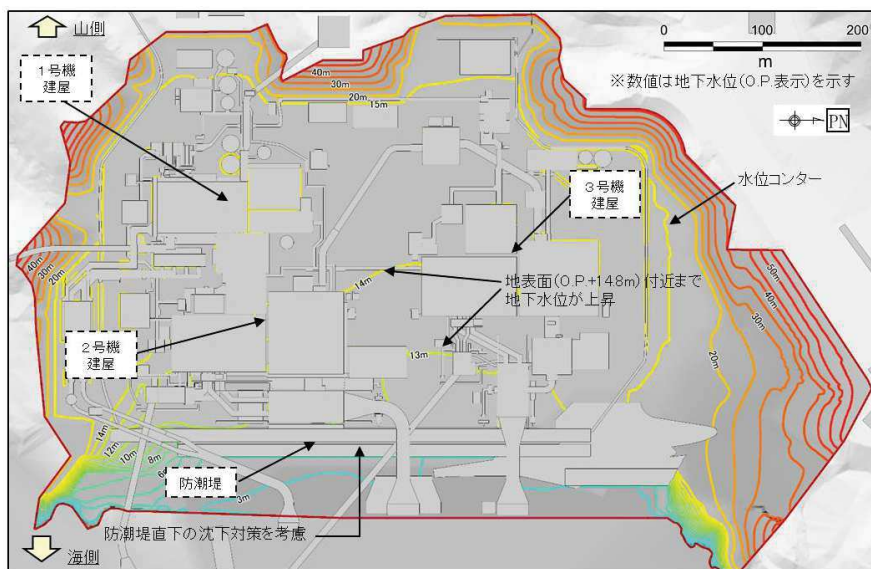 山側
1号機
建屋
40m
30m
20m
15m
0 100 200
m
※数値は地下水位(O.P.表示)を示す
PN
水位コンター
3号機
建屋
40m
30m
20m
14m
地表面(O.P.+14.8m)付近まで
地下水位が上昇
50m
40m
30m
20m
2号機
建屋
13m
14m
12m
10m
8m
3m
防潮堤
防潮堤直下の沈下対策を考慮
海側